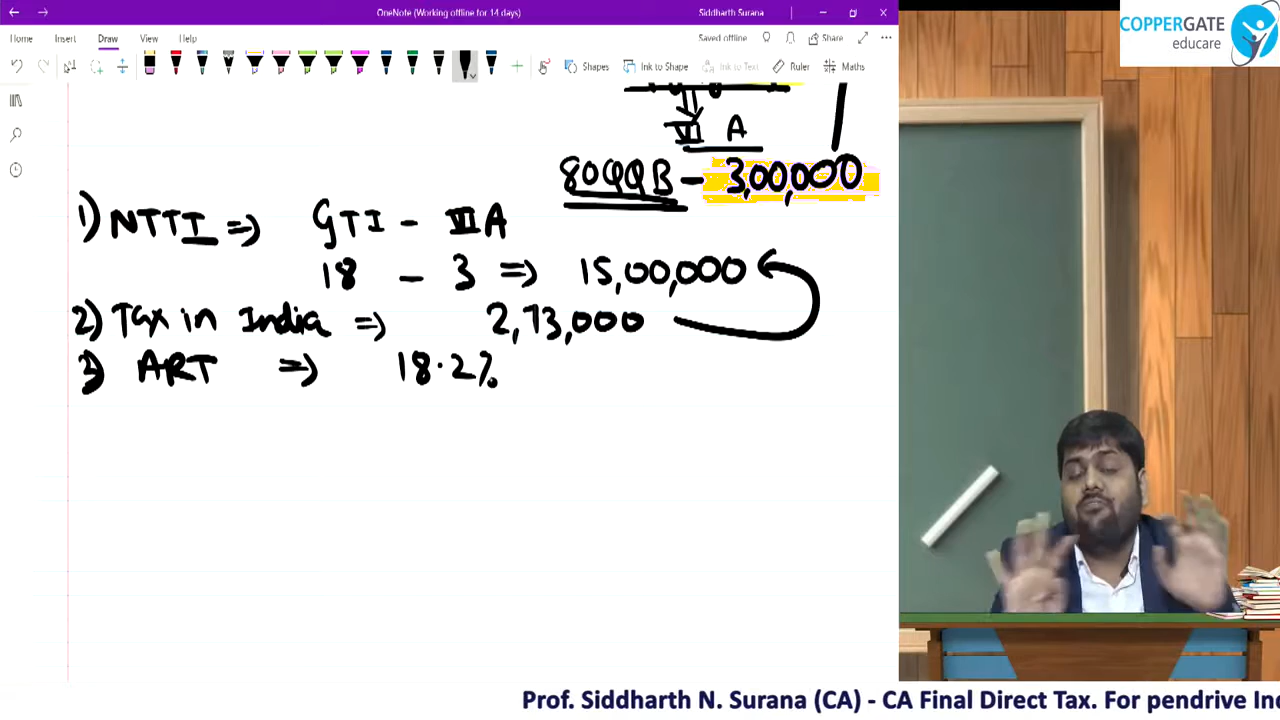 OneNote (Working offline for 14 days)
Siddharth Surana
Home Insert Draw View Help
Saved offline
Share
Shapes
Ink to Shape
Ink to Text
Ruler
Maths
COPPERGATE
educare
VI A
80QQB - 3,00,000
1) NTTI => GTI - VIA
18 - 3 => 15,00,000
2) Tax in India => 2,73,000
3) ART => 18.2%
Prof. Siddharth N. Surana (CA) - CA Final Direct Tax. For pendrive